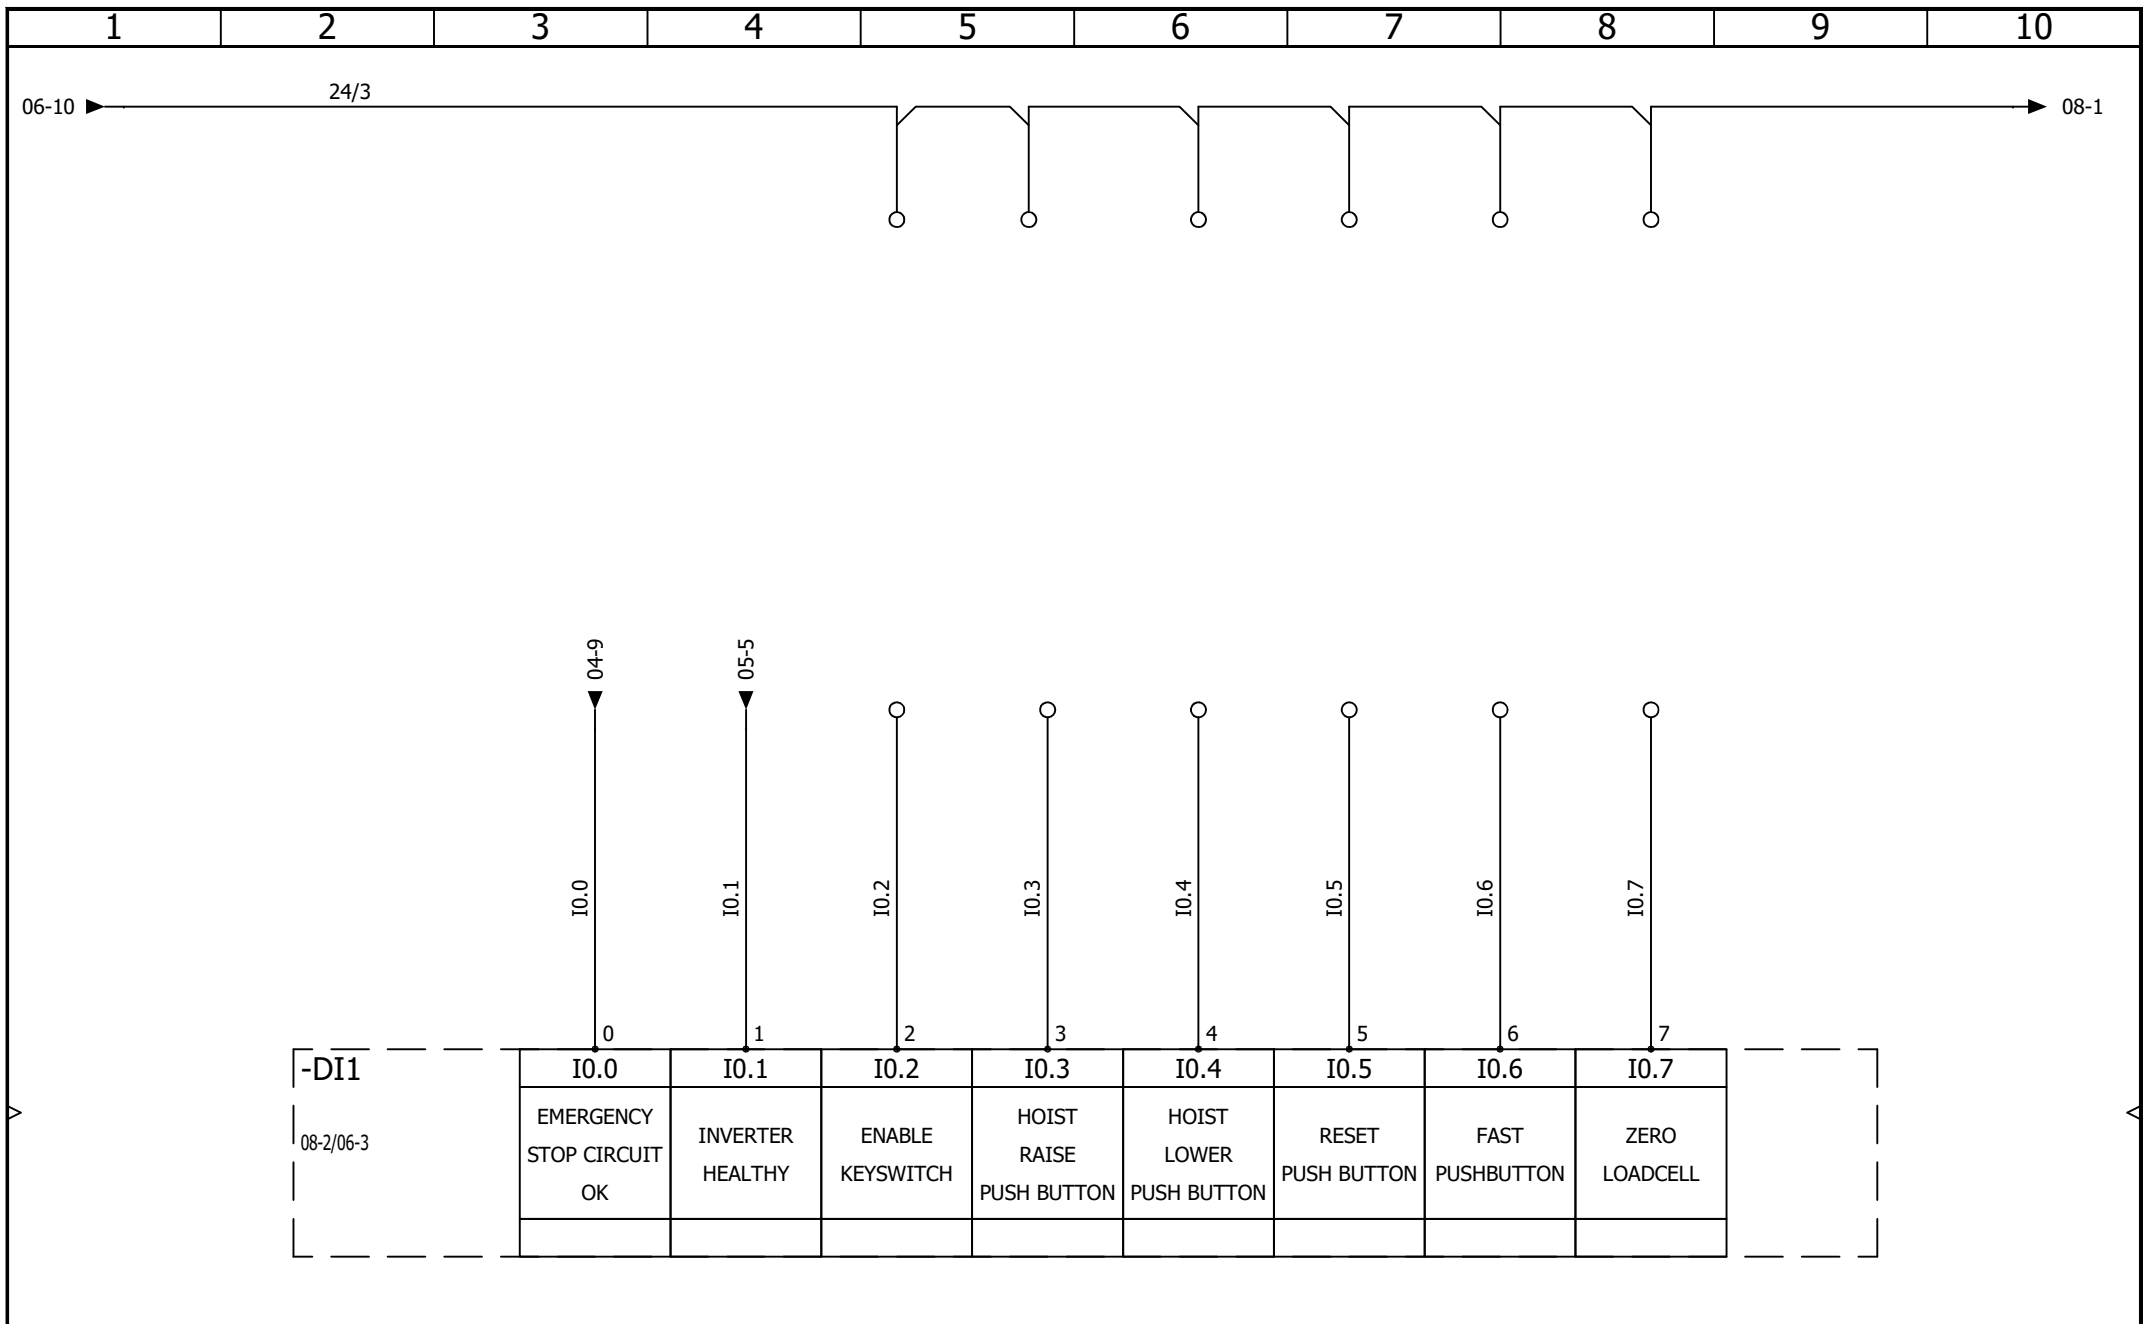 1 2 3 4 5 6 7 8 9 10
24/3
06-10 08-1
04-9 05-5
I0.0 I0.1 I0.2 I0.3 I0.4 I0.5 I0.6 I0.7
0 1 2 3 4 5 6 7
-DI1 I0.0 I0.1 I0.2 I0.3 I0.4 I0.5 I0.6 I0.7
08-2/06-3
EMERGENCY
STOP CIRCUIT
OK
INVERTER
HEALTHY
ENABLE
KEYSWITCH
HOIST
RAISE
PUSH BUTTON
HOIST
LOWER
PUSH BUTTON
RESET
PUSH BUTTON
FAST
PUSHBUTTON
ZERO
LOADCELL